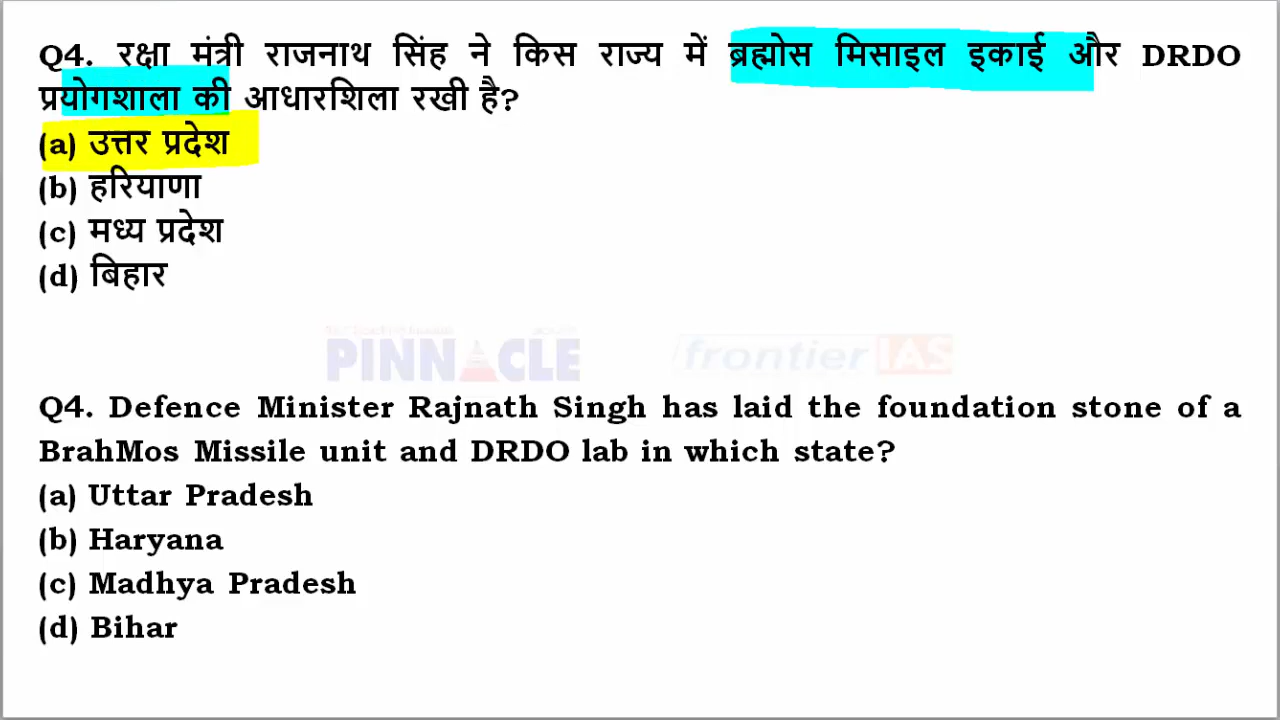 Q4. रक्षा मंत्री राजनाथ सिंह ने किस राज्य में ब्रह्मोस मिसाइल इकाई और DRDO
प्रयोगशाला की आधारशिला रखी है?
(a) उत्तर प्रदेश
(b) हरियाणा
(c) मध्य प्रदेश
(d) बिहार
PINNACLE frontier IAS
Q4. Defence Minister Rajnath Singh has laid the foundation stone of a
BrahMos Missile unit and DRDO lab in which state?
(a) Uttar Pradesh
(b) Haryana
(c) Madhya Pradesh
(d) Bihar